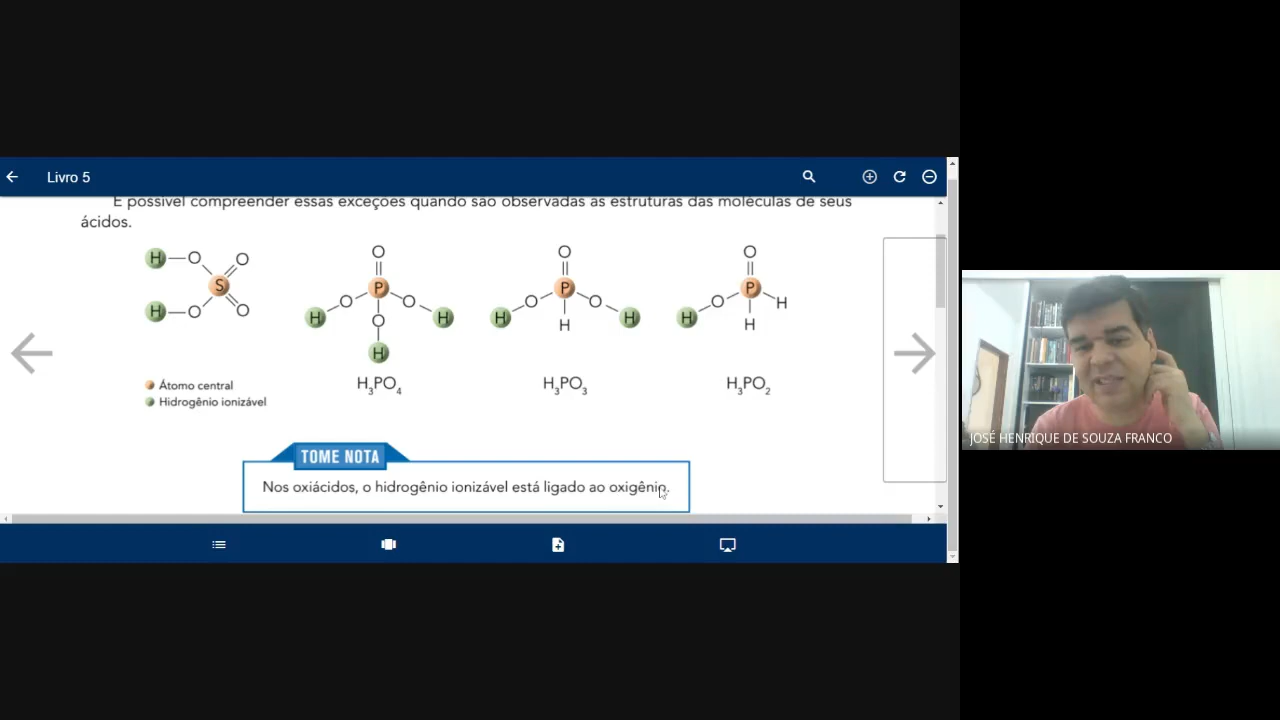 Livro 5
É possível compreender essas exceções quando são observadas as estruturas das moléculas de seus
ácidos.
H O O
S
H O O
O
P
O O
H O H
H
O
P
O O
H H H
O
P
O H
H H
Átomo central
Hidrogênio ionizável
H3PO4
H3PO3
H3PO2
TOME NOTA
Nos oxiácidos, o hidrogênio ionizável está ligado ao oxigênio.
JOSÉ HENRIQUE DE SOUZA FRANCO